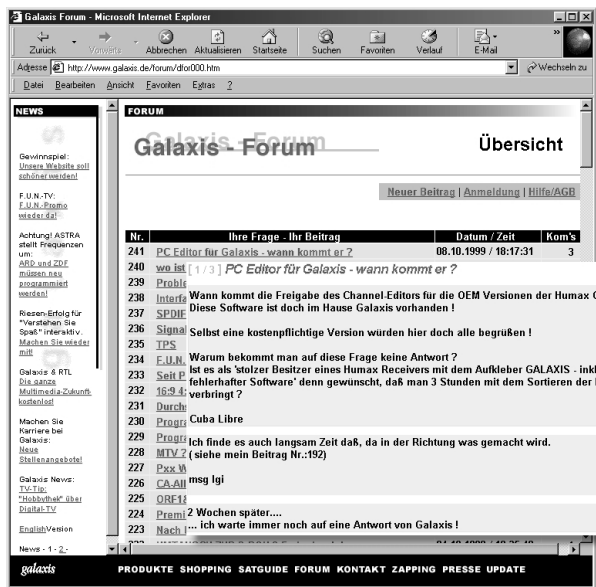 Galaxis Forum - Microsoft Internet Explorer
Zurück Vorwärts Abbrechen Aktualisieren Startseite Suchen Favoriten Verlauf E-Mail »
Adresse http://www.galaxis.de/forum/dfor000.htm Wechseln zu
Datei Bearbeiten Ansicht Favoriten Extras ?
NEWS
Gewinnspiel:
Unsere Website soll
schöner werden!
F.U.N.-TV:
F.U.N.-Promo
wieder da!
Achtung! ASTRA
stellt Frequenzen
um:
ARD und ZDF
müssen neu
programmiert
werden!
Riesen-Erfolg für
"Verstehen Sie
Spaß" interaktiv.
Machen Sie wieder
mit!
Galaxis & RTL
Die ganze
Multimedia-Zukunft-
kostenlos!
Machen Sie
Karriere bei
Galaxis:
Neue
Stellenangebote!
Galaxis News:
TV-Tip:
"Hobbythek" über
Digital-TV
English Version
News - 1 - 2 -
FORUM
Galaxis - Forum
Übersicht
Neuer Beitrag | Anmeldung | Hilfe/AGB
Nr. Ihre Frage - Ihr Beitrag Datum / Zeit Kom's
241 PC Editor für Galaxis - wann kommt er ? 08.10.1999 / 18:17:31 3
240 wo ist
239 Proble
238 Interfa
237 SPDIF
236 Signal
235 TPS
234 F.U.N.
233 Seit P
232 16:9 4:
231 Durchs
230 Progra
229 Progra
228 MTV ?
227 Pxx W
226 CA-All
225 ORF1&
224 Premi
223 Nach
[ 1 / 3 ] PC Editor für Galaxis - wann kommt er ?
Wann kommt die Freigabe des Channel-Editors für die OEM Versionen der Humax
Diese Software ist doch im Hause Galaxis vorhanden !
Selbst eine kostenpflichtige Version würden hier doch alle begrüßen !
Warum bekommt man auf diese Frage keine Antwort ?
Ist es als 'stolzer Besitzer eines Humax Receivers mit dem Aufkleber GALAXIS - inkl
fehlerhafter Software' denn gewünscht, daß man 3 Stunden mit dem Sortieren der
verbringt ?
Cuba Libre
Ich finde es auch langsam Zeit daß, da in der Richtung was gemacht wird.
( siehe mein Beitrag Nr.:192)
msg Igi
2 Wochen später....
... ich warte immer noch auf eine Antwort von Galaxis !
galaxis PRODUKTE SHOPPING SATGUIDE FORUM KONTAKT ZAPPING PRESSE UPDATE